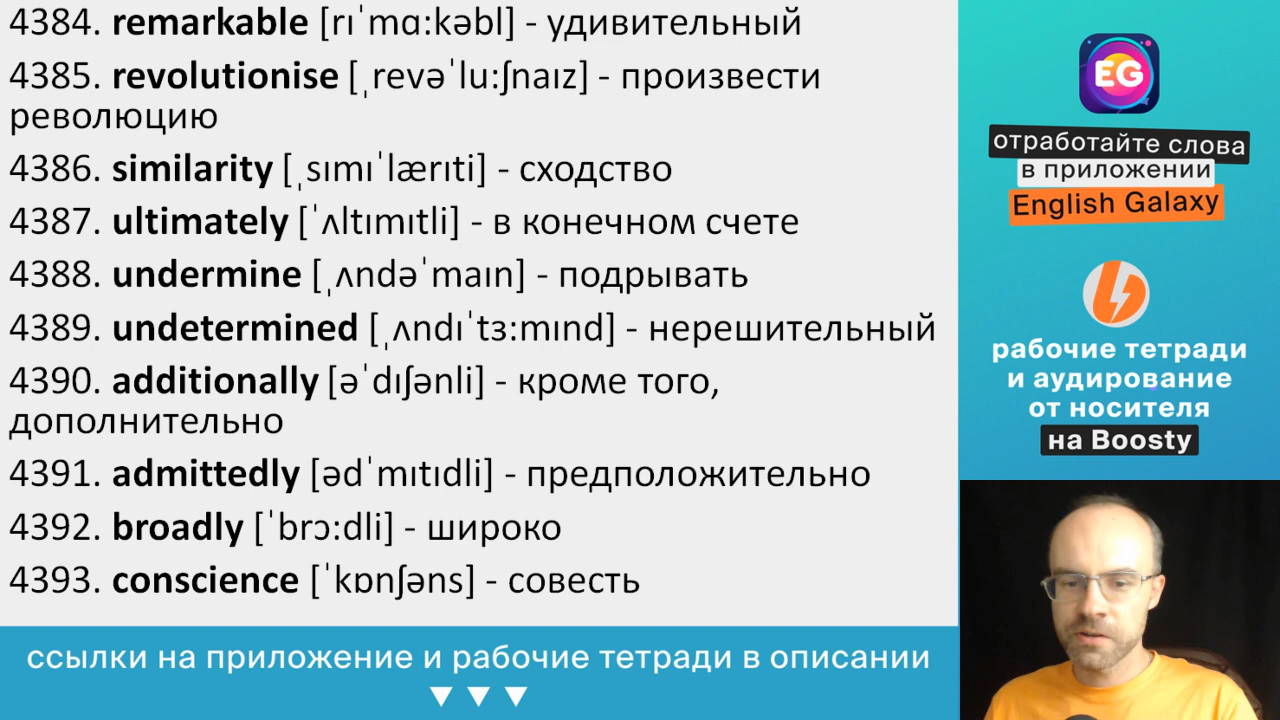 4384. remarkable [rɪˈmɑ:kəbl] - удивительный
4385. revolutionise [ˌrevəˈlu:ʃnaɪz] - произвести
революцию
4386. similarity [ˌsɪmɪˈlærɪti] - сходство
4387. ultimately [ˈʌltɪmɪtli] - в конечном счете
4388. undermine [ˌʌndəˈmaɪn] - подрывать
4389. undetermined [ˌʌndɪˈtɜ:mɪnd] - нерешительный
4390. additionally [əˈdɪʃənli] - кроме того,
дополнительно
4391. admittedly [ədˈmɪtɪdli] - предположительно
4392. broadly [ˈbrɔ:dli] - широко
4393. conscience [ˈkɒnʃəns] - совесть
ссылки на приложение и рабочие тетради в описании
EG
отработайте слова
в приложении
English Galaxy
рабочие тетради
и аудирование
от носителя
на Boosty